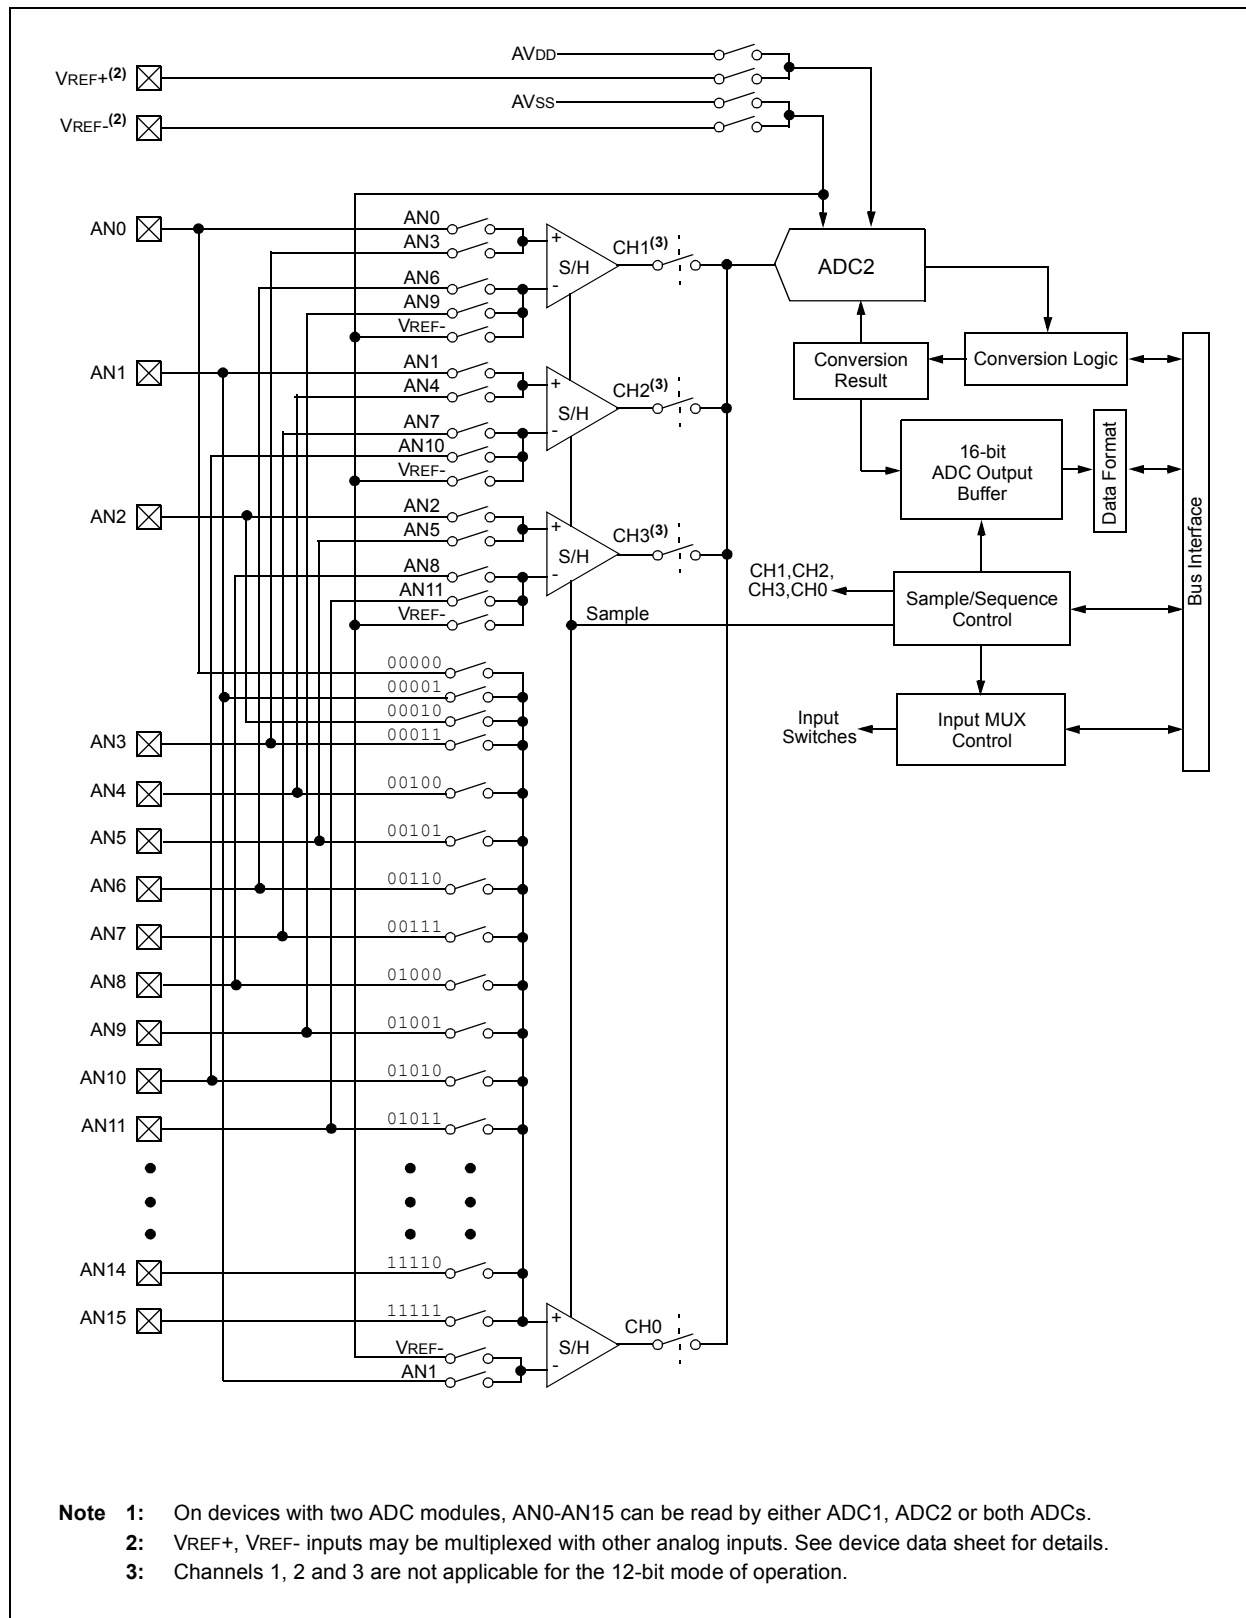 AVDD
VREF+(2)
AVSS
VREF-(2)
AN0
AN0
AN3
AN6
AN9
VREF-
+
-
S/H
CH1(3)
ADC2
AN1
AN1
AN4
AN7
AN10
VREF-
+
-
S/H
CH2(3)
Conversion
Result
Conversion Logic
16-bit
ADC Output
Buffer
Data Format
Bus Interface
AN2
AN2
AN5
AN8
AN11
VREF-
+
-
S/H
CH3(3)
CH1,CH2,
CH3,CH0
Sample/Sequence
Control
Sample
Input
Switches
Input MUX
Control
00000
00001
00010
AN3
00011
AN4
00100
AN5
00101
AN6
00110
AN7
00111
AN8
01000
AN9
01001
AN10
01010
AN11
01011
AN14
11110
AN15
11111
VREF-
AN1
+
-
S/H
CH0
Note 1: On devices with two ADC modules, AN0-AN15 can be read by either ADC1, ADC2 or both ADCs.
2: VREF+, VREF- inputs may be multiplexed with other analog inputs. See device data sheet for details.
3: Channels 1, 2 and 3 are not applicable for the 12-bit mode of operation.